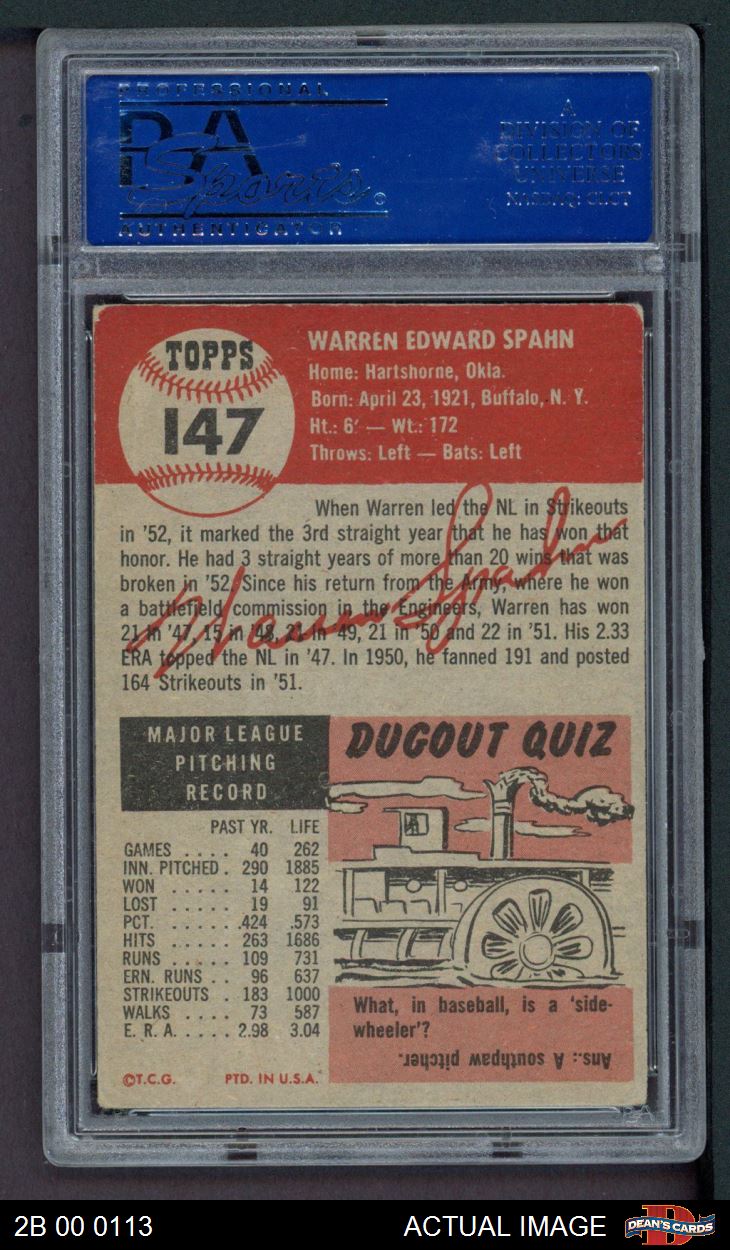 PROFESSIONAL
PSA
Sports
AUTHENTICATOR
A
DIVISION OF
COLLECTORS
UNIVERSE
NASDAQ: CLCT
TOPPS
147
WARREN EDWARD SPAHN
Home: Hartshorne, Okla.
Born: April 23, 1921, Buffalo, N. Y.
Ht.: 6' — Wt.: 172
Throws: Left — Bats: Left
When Warren led the NL in Strikeouts
in '52, it marked the 3rd straight year that he has won that
honor. He had 3 straight years of more than 20 wins that was
broken in '52. Since his return from the Army, where he won
a battlefield commission in the Engineers, Warren has won
21 in '47, 15 in '48, 21 in '49, 21 in '50 and 22 in '51. His 2.33
ERA topped the NL in '47. In 1950, he fanned 191 and posted
164 Strikeouts in '51.
Warren Spahn
MAJOR LEAGUE
PITCHING
RECORD
PAST YR. LIFE
GAMES .... 40 262
INN. PITCHED . 290 1885
WON ..... 14 122
LOST ..... 19 91
PCT. ..... .424 .573
HITS ..... 263 1686
RUNS ..... 109 731
ERN. RUNS .. 96 637
STRIKEOUTS . 183 1000
WALKS .... 73 587
E. R. A. .... 2.98 3.04
©T.C.G. PTD. IN U.S.A.
DUGOUT QUIZ
What, in baseball, is a 'side-
wheeler'?
Ans.: A southpaw pitcher.
2B 00 0113 ACTUAL IMAGE DEAN'S CARDS